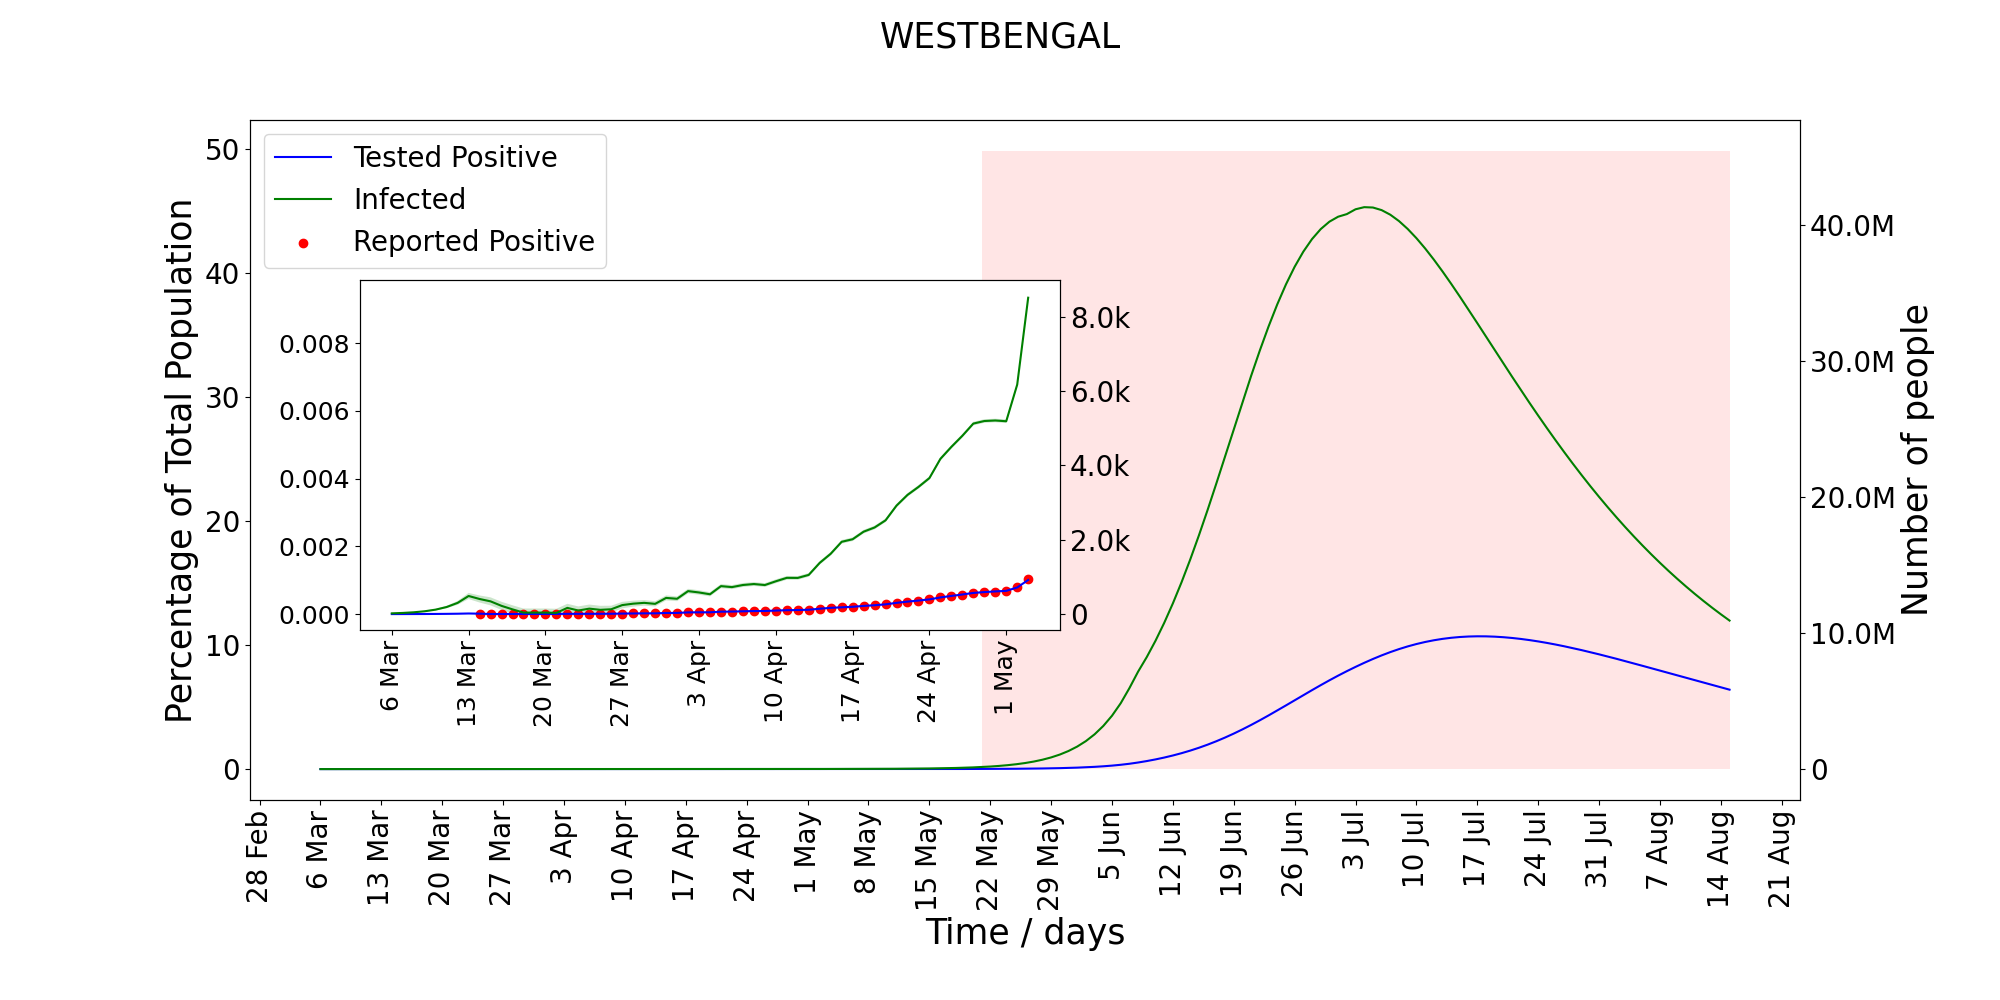 WESTBENGAL
Tested Positive
Infected
Reported Positive
Percentage of Total Population
50
40
30
20
10
0
Number of people
40.0M
30.0M
20.0M
10.0M
0
0.008
0.006
0.004
0.002
0.000
8.0k
6.0k
4.0k
2.0k
0
6 Mar
13 Mar
20 Mar
27 Mar
3 Apr
10 Apr
17 Apr
24 Apr
1 May
28 Feb
6 Mar
13 Mar
20 Mar
27 Mar
3 Apr
10 Apr
17 Apr
24 Apr
1 May
8 May
15 May
22 May
29 May
5 Jun
12 Jun
19 Jun
26 Jun
3 Jul
10 Jul
17 Jul
24 Jul
31 Jul
7 Aug
14 Aug
21 Aug
Time / days